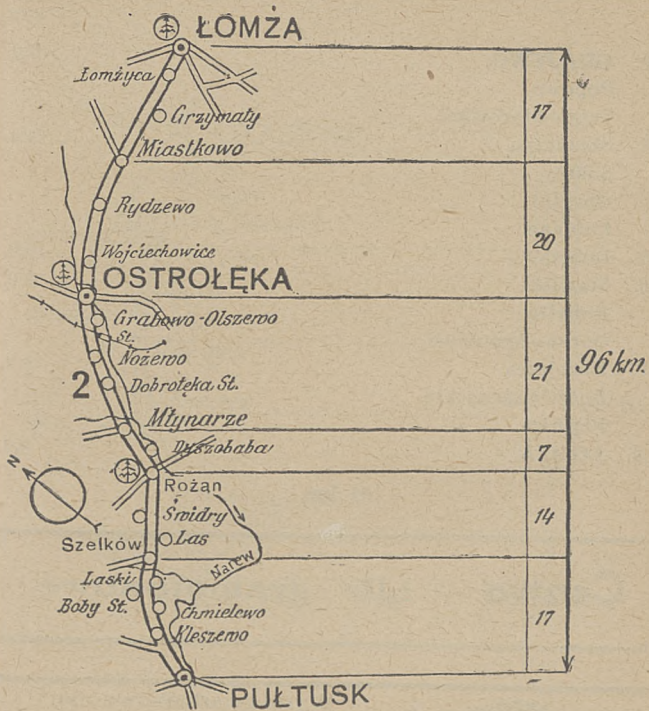 ŁOMŻA
Łomżyca
Grzymały
17
Miastkowo
Rydzewo
20
Wojciechowice
OSTROŁĘKA
Grabowo-Olszewo
St.
Nożewo
2
Dobrołęka St.
21
96 km.
Młynarze
Dyszobaba
7
N
Rożan
Świdry
14
Szelków
Las
Narew
Laski
Boby St.
Chmielewo
17
Kleszewo
PUŁTUSK